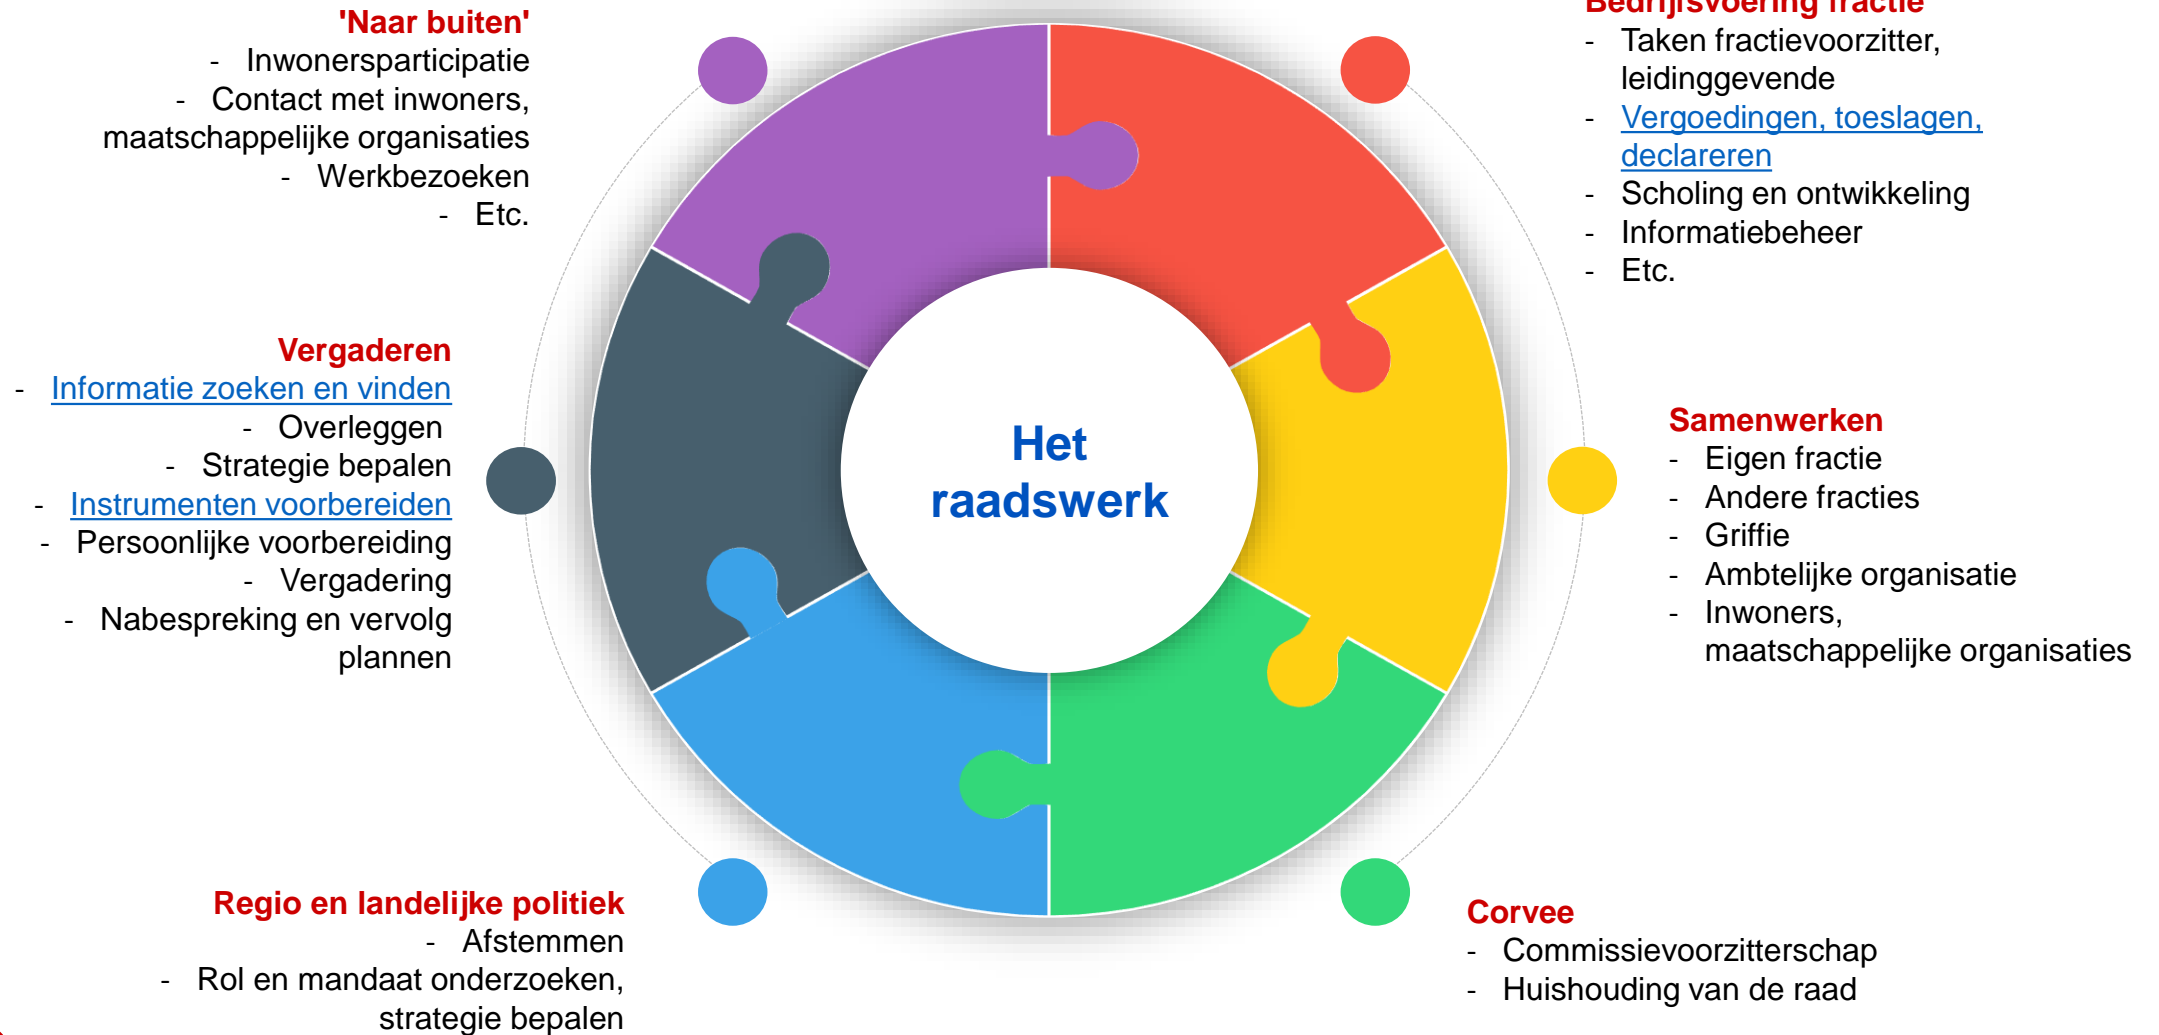 'Naar buiten'
- Inwonersparticipatie
- Contact met inwoners,
maatschappelijke organisaties
- Werkbezoeken
- Etc.
Bedrijfsvoering fractie
- Taken fractievoorzitter,
leidinggevende
- Vergoedingen, toeslagen,
declareren
- Scholing en ontwikkeling
- Informatiebeheer
- Etc.
Vergaderen
- Informatie zoeken en vinden
- Overleggen
- Strategie bepalen
- Instrumenten voorbereiden
- Persoonlijke voorbereiding
- Vergadering
- Nabespreking en vervolg
plannen
Het
raadswerk
Samenwerken
- Eigen fractie
- Andere fracties
- Griffie
- Ambtelijke organisatie
- Inwoners,
maatschappelijke organisaties
Regio en landelijke politiek
- Afstemmen
- Rol en mandaat onderzoeken,
strategie bepalen
Corvee
- Commissievoorzitterschap
- Huishouding van de raad